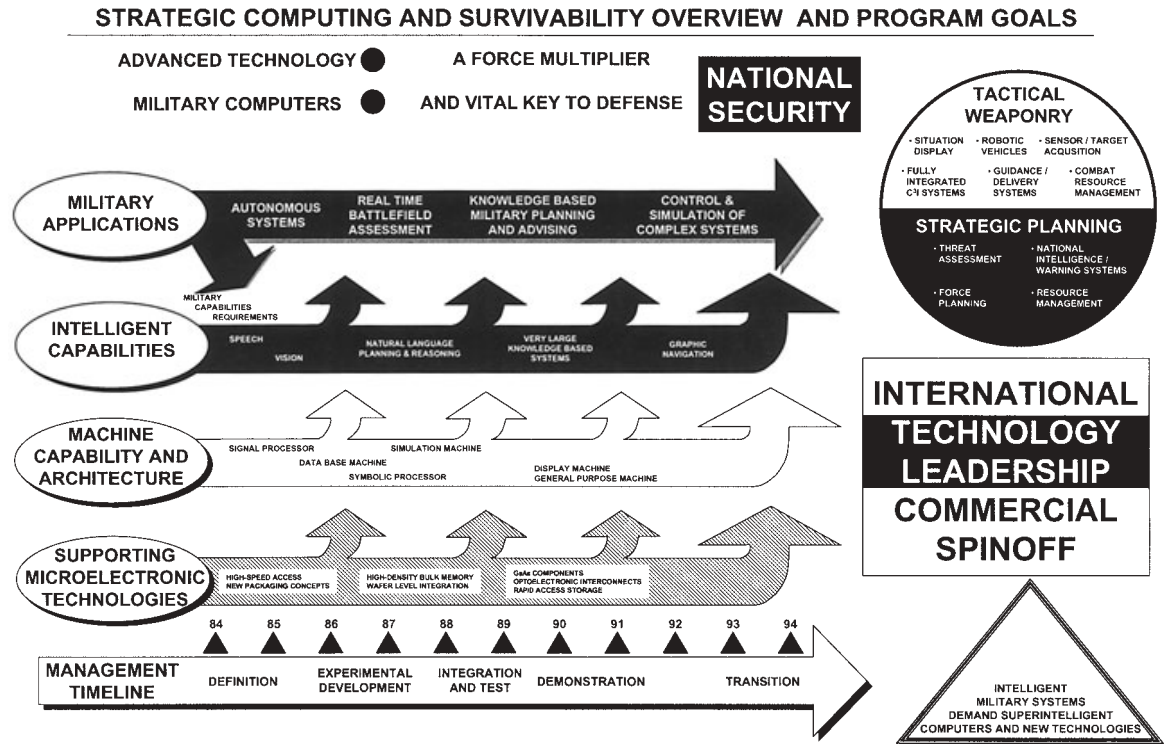 STRATEGIC COMPUTING AND SURVIVABILITY OVERVIEW AND PROGRAM GOALS
ADVANCED TECHNOLOGY ● A FORCE MULTIPLIER
MILITARY COMPUTERS ● AND VITAL KEY TO DEFENSE
NATIONAL
SECURITY
TACTICAL
WEAPONRY
· SITUATION
DISPLAY
· ROBOTIC
VEHICLES
· SENSOR / TARGET
ACQUSITION
· FULLY
INTEGRATED
C³I SYSTEMS
· GUIDANCE /
DELIVERY
SYSTEMS
· COMBAT
RESOURCE
MANAGEMENT
STRATEGIC PLANNING
· THREAT
ASSESSMENT
· NATIONAL
INTELLIGENCE /
WARNING SYSTEMS
· FORCE
PLANNING
· RESOURCE
MANAGEMENT
MILITARY
APPLICATIONS
AUTONOMOUS
SYSTEMS
REAL TIME
BATTLEFIELD
ASSESSMENT
KNOWLEDGE BASED
MILITARY PLANNING
AND ADVISING
CONTROL &
SIMULATION OF
COMPLEX SYSTEMS
MILITARY
CAPABILITIES
REQUIREMENTS
INTELLIGENT
CAPABILITIES
SPEECH
VISION
NATURAL LANGUAGE
PLANNING & REASONING
VERY LARGE
KNOWLEDGE BASED
SYSTEMS
GRAPHIC
NAVIGATION
MACHINE
CAPABILITY AND
ARCHITECTURE
SIGNAL PROCESSOR
DATA BASE MACHINE
SIMULATION MACHINE
SYMBOLIC PROCESSOR
DISPLAY MACHINE
GENERAL PURPOSE MACHINE
INTERNATIONAL
TECHNOLOGY
LEADERSHIP
COMMERCIAL
SPINOFF
SUPPORTING
MICROELECTRONIC
TECHNOLOGIES
HIGH-SPEED ACCESS
NEW PACKAGING CONCEPTS
HIGH-DENSITY BULK MEMORY
WAFER LEVEL INTEGRATION
GaAs COMPONENTS
OPTOELECTRONIC INTERCONNECTS
RAPID ACCESS STORAGE
84 85 86 87 88 89 90 91 92 93 94
MANAGEMENT
TIMELINE
DEFINITION
EXPERIMENTAL
DEVELOPMENT
INTEGRATION
AND TEST
DEMONSTRATION
TRANSITION
INTELLIGENT
MILITARY SYSTEMS
DEMAND SUPERINTELLIGENT
COMPUTERS AND NEW TECHNOLOGIES